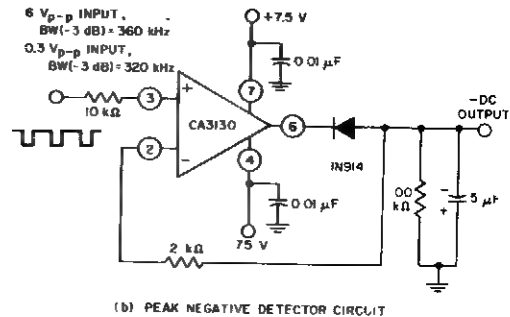 6 Vp-p INPUT,
BW(-3 dB) = 360 kHz
0.3 Vp-p INPUT,
BW(-3 dB) = 320 kHz
+7.5 V
0.01 µF
7
3
+
10 kΩ
CA3130
6
2
-
4
1N914
-DC
OUTPUT
00
kΩ
-
+
5 µF
0.01 µF
75 V
2 kΩ
(b) PEAK NEGATIVE DETECTOR CIRCUIT